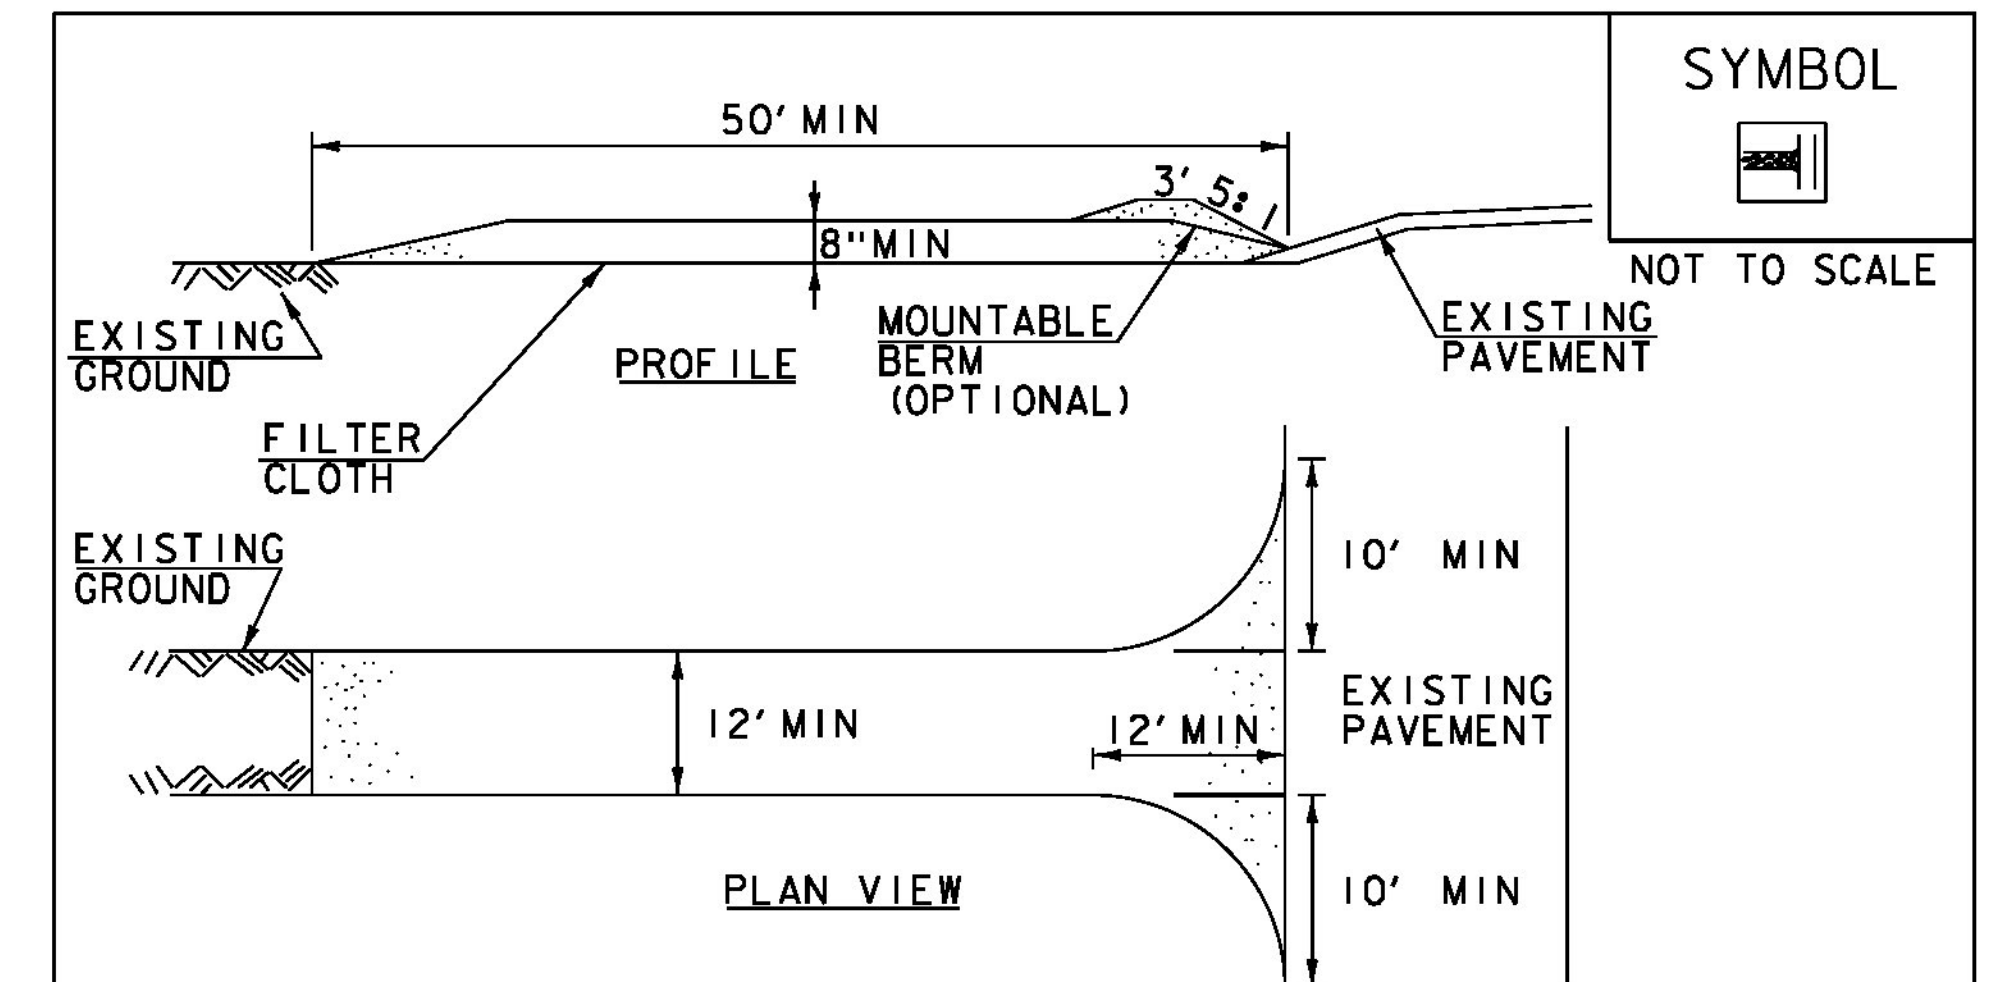 SYMBOL
50' MIN
3' 5:1
8" MIN
NOT TO SCALE
EXISTING
GROUND
PROFILE
MOUNTABLE
BERM
(OPTIONAL)
EXISTING
PAVEMENT
FILTER
CLOTH
EXISTING
GROUND
10' MIN
12' MIN
12' MIN
EXISTING
PAVEMENT
PLAN VIEW
10' MIN